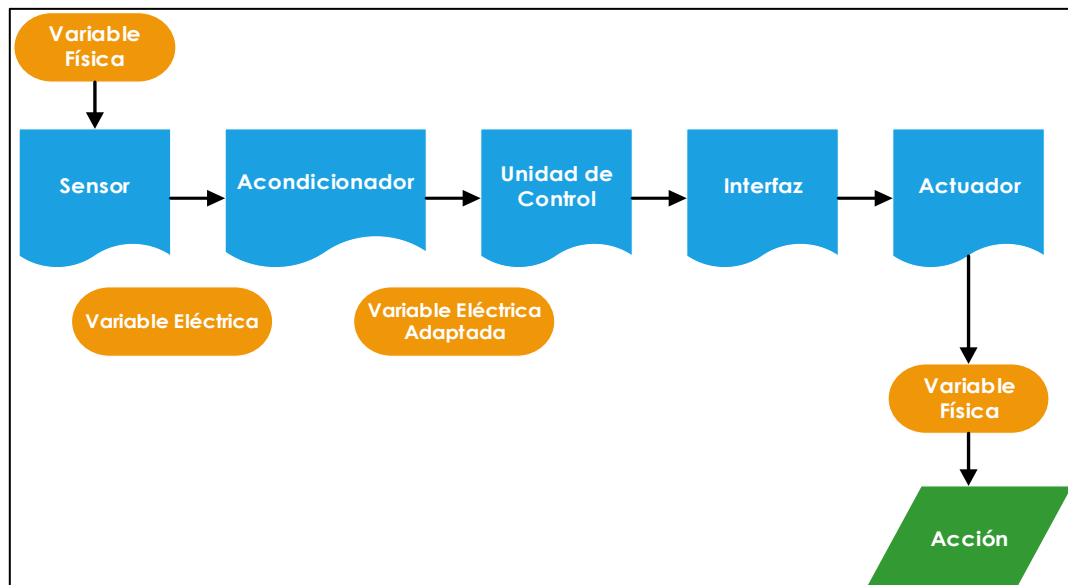 Variable
Física
Sensor
Acondicionador
Unidad de
Control
Interfaz
Actuador
Variable Eléctrica
Variable Eléctrica
Adaptada
Variable
Física
Acción